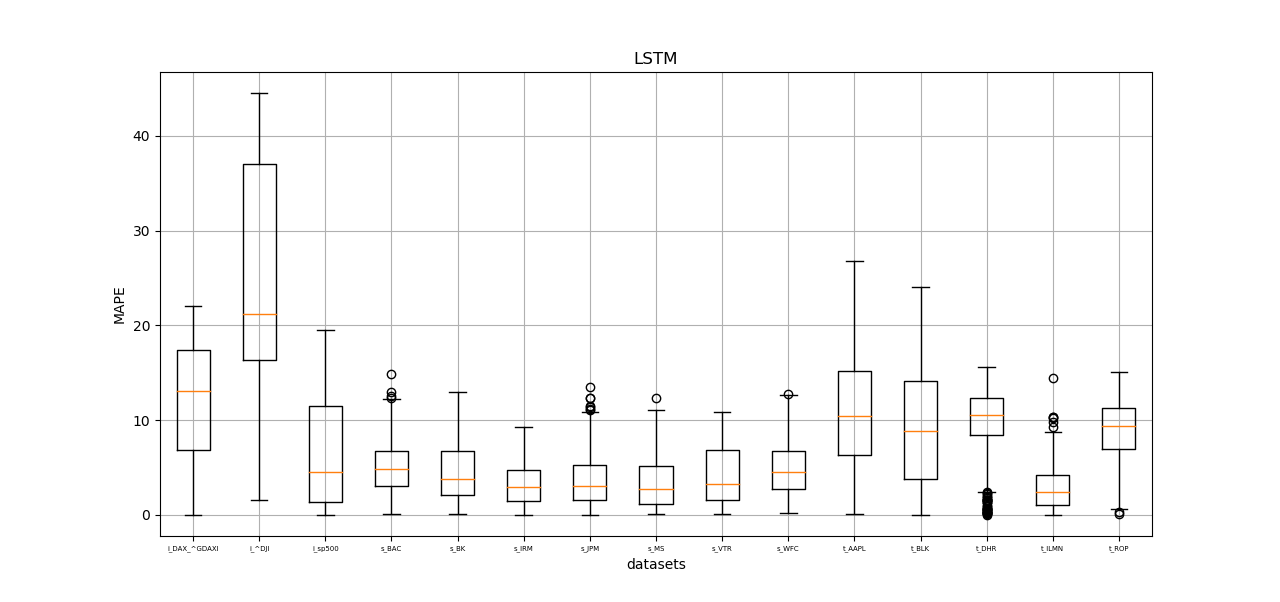 LSTM
MAPE
40
30
20
10
0
i_DAX_^GDAXI i_^DJI i_sp500 s_BAC s_BK s_IRM s_JPM s_MS s_VTR s_WFC t_AAPL t_BLK t_DHR t_ILMN t_ROP
datasets